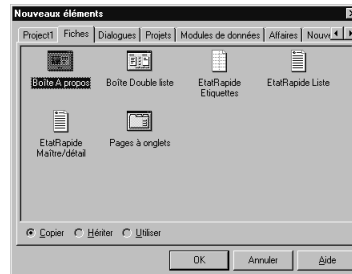 Nouveaux éléments
Project1 Fiches Dialogues Projets Modules de données Affaires Nouv
Boîte A propos Boîte Double liste EtatRapide Etiquettes EtatRapide Liste
EtatRapide Maître/détail Pages à onglets
Copier Hériter Utiliser
OK Annuler Aide